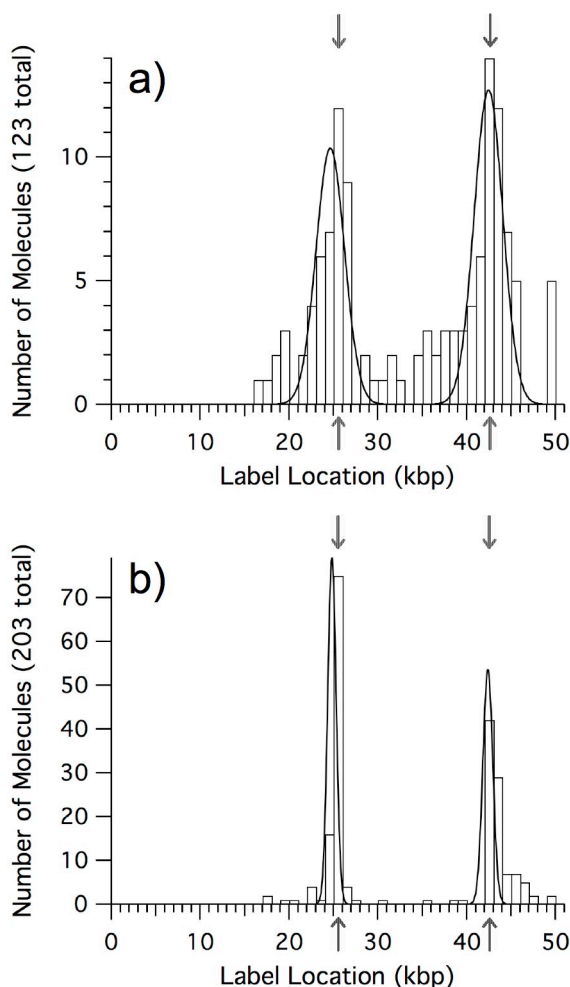 a)
Number of Molecules (123 total)
10
5
0
0 10 20 30 40 50
Label Location (kbp)
b)
Number of Molecules (203 total)
70
60
50
40
30
20
10
0
0 10 20 30 40 50
Label Location (kbp)